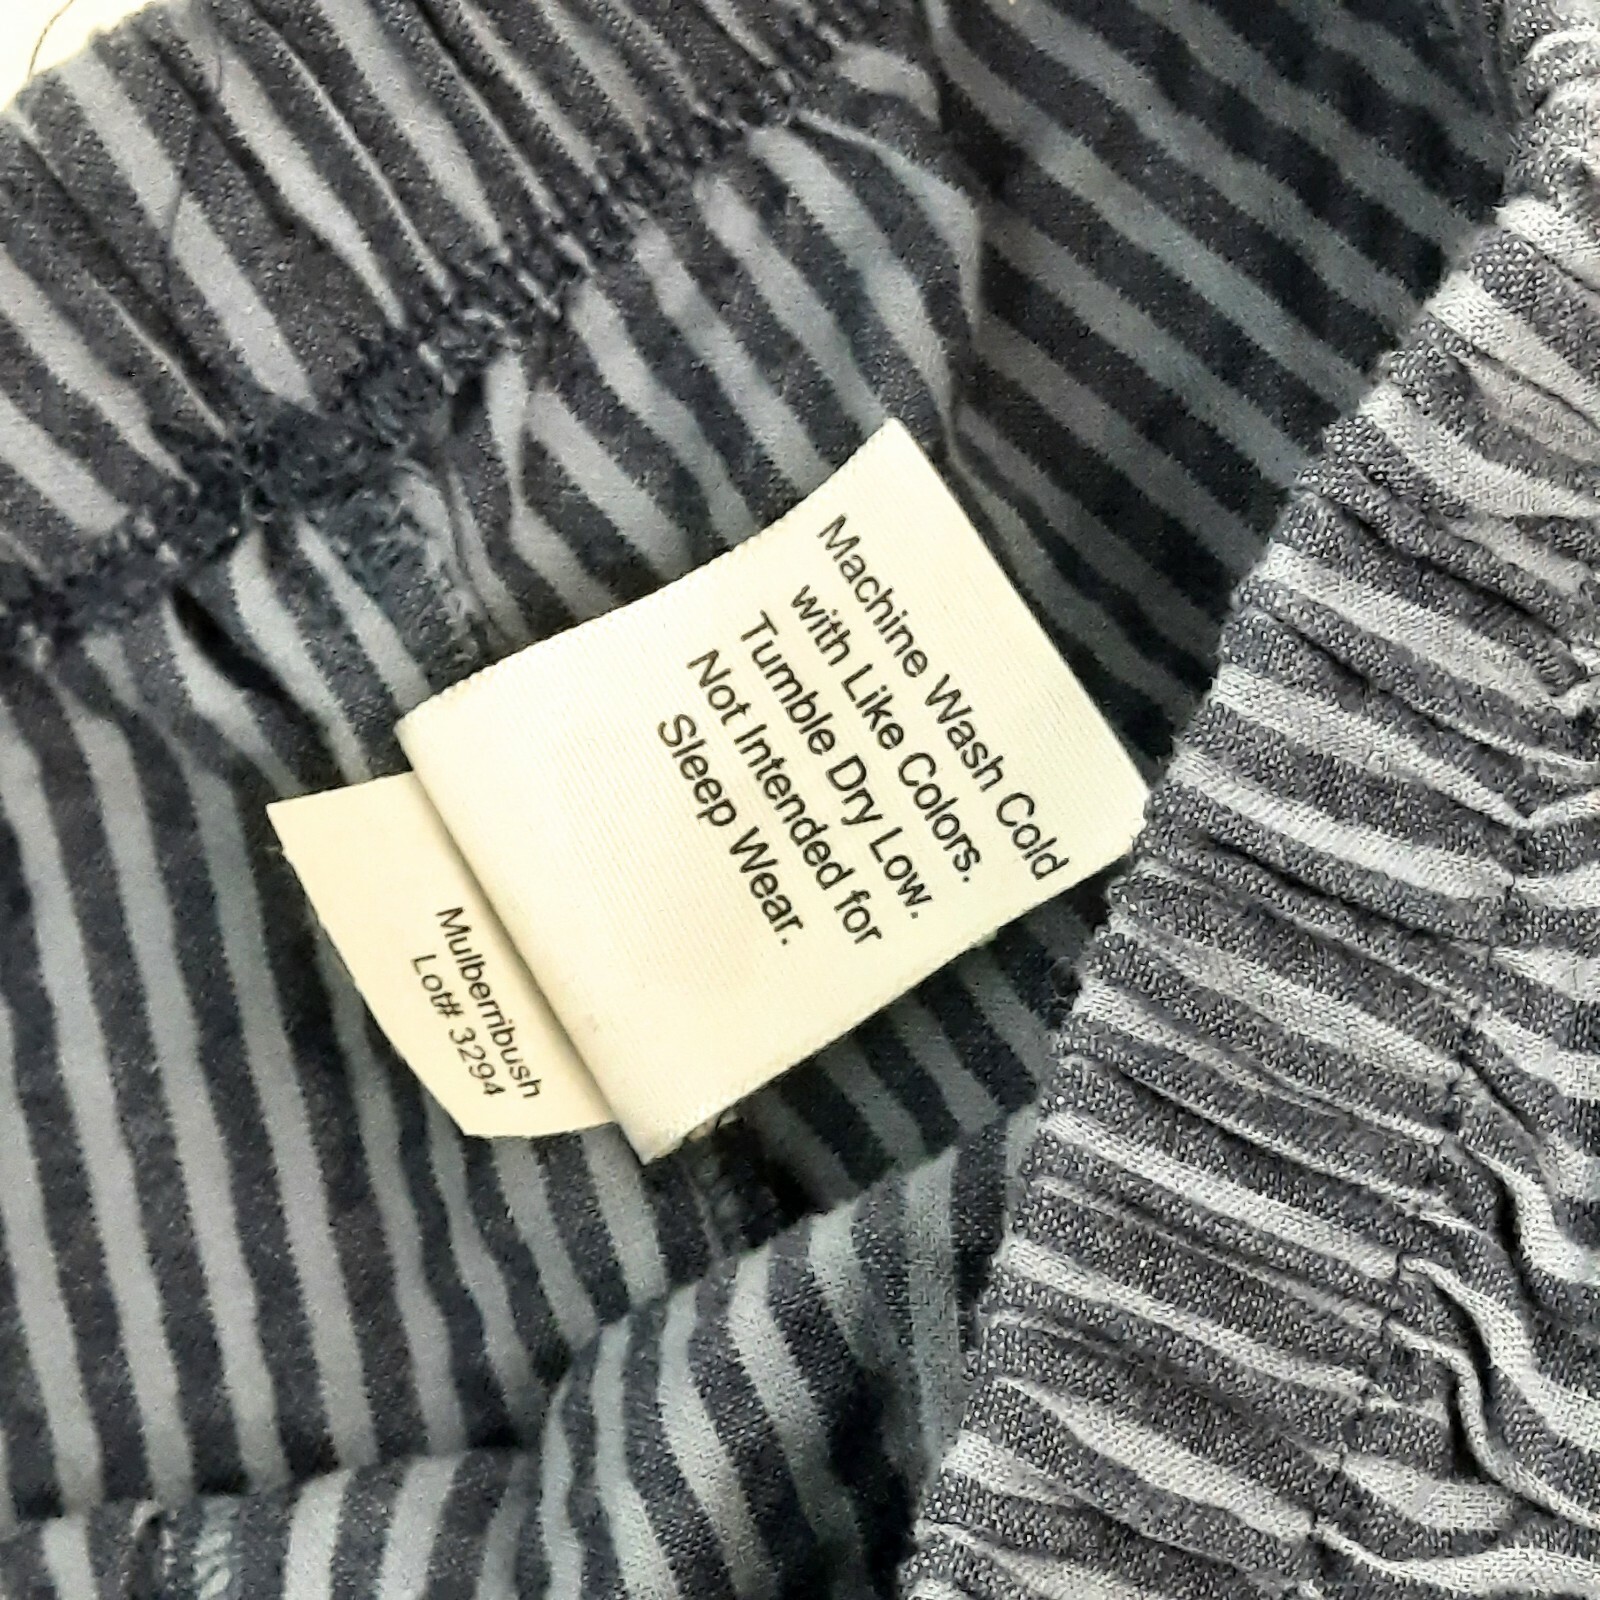 Machine Wash Cold
with Like Colors.
Tumble Dry Low.
Not Intended for
Sleep Wear.
Mulberribush
Lot# 3294